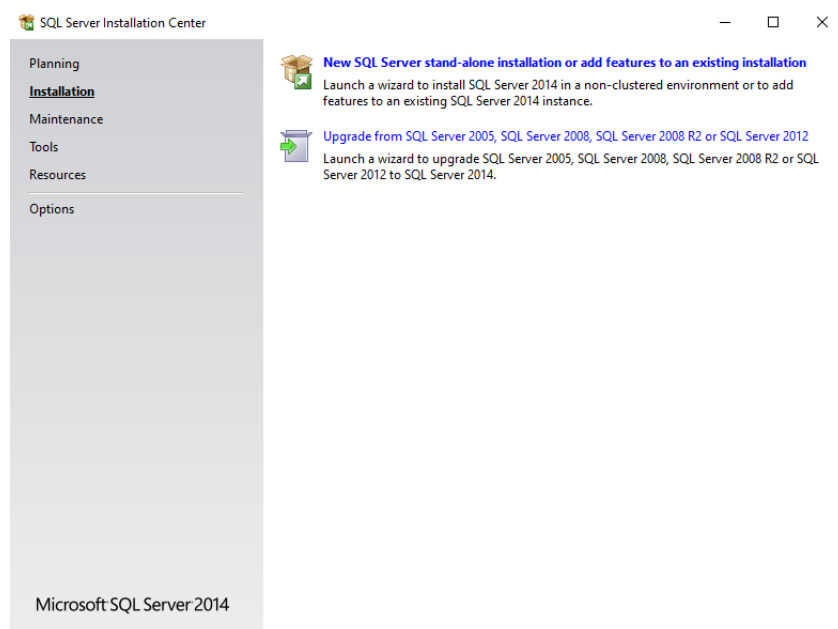 SQL Server Installation Center
Planning
Installation
Maintenance
Tools
Resources
Options
New SQL Server stand-alone installation or add features to an existing installation
Launch a wizard to install SQL Server 2014 in a non-clustered environment or to add
features to an existing SQL Server 2014 instance.
Upgrade from SQL Server 2005, SQL Server 2008, SQL Server 2008 R2 or SQL Server 2012
Launch a wizard to upgrade SQL Server 2005, SQL Server 2008, SQL Server 2008 R2 or SQL
Server 2012 to SQL Server 2014.
Microsoft SQL Server 2014